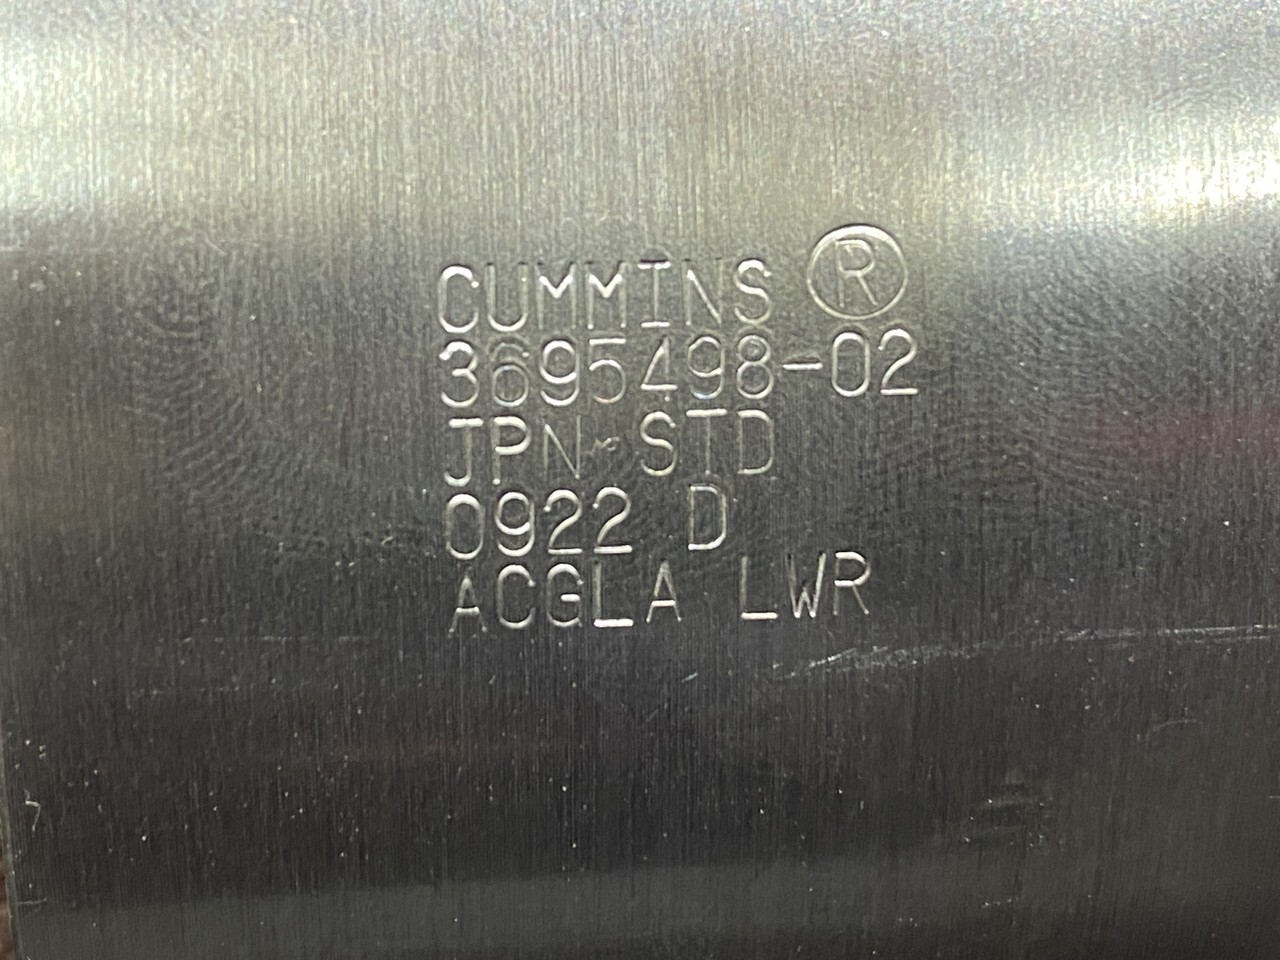 CUMMINS ®
3695498-02
JPN STD
0922 D
ACGLA LWR